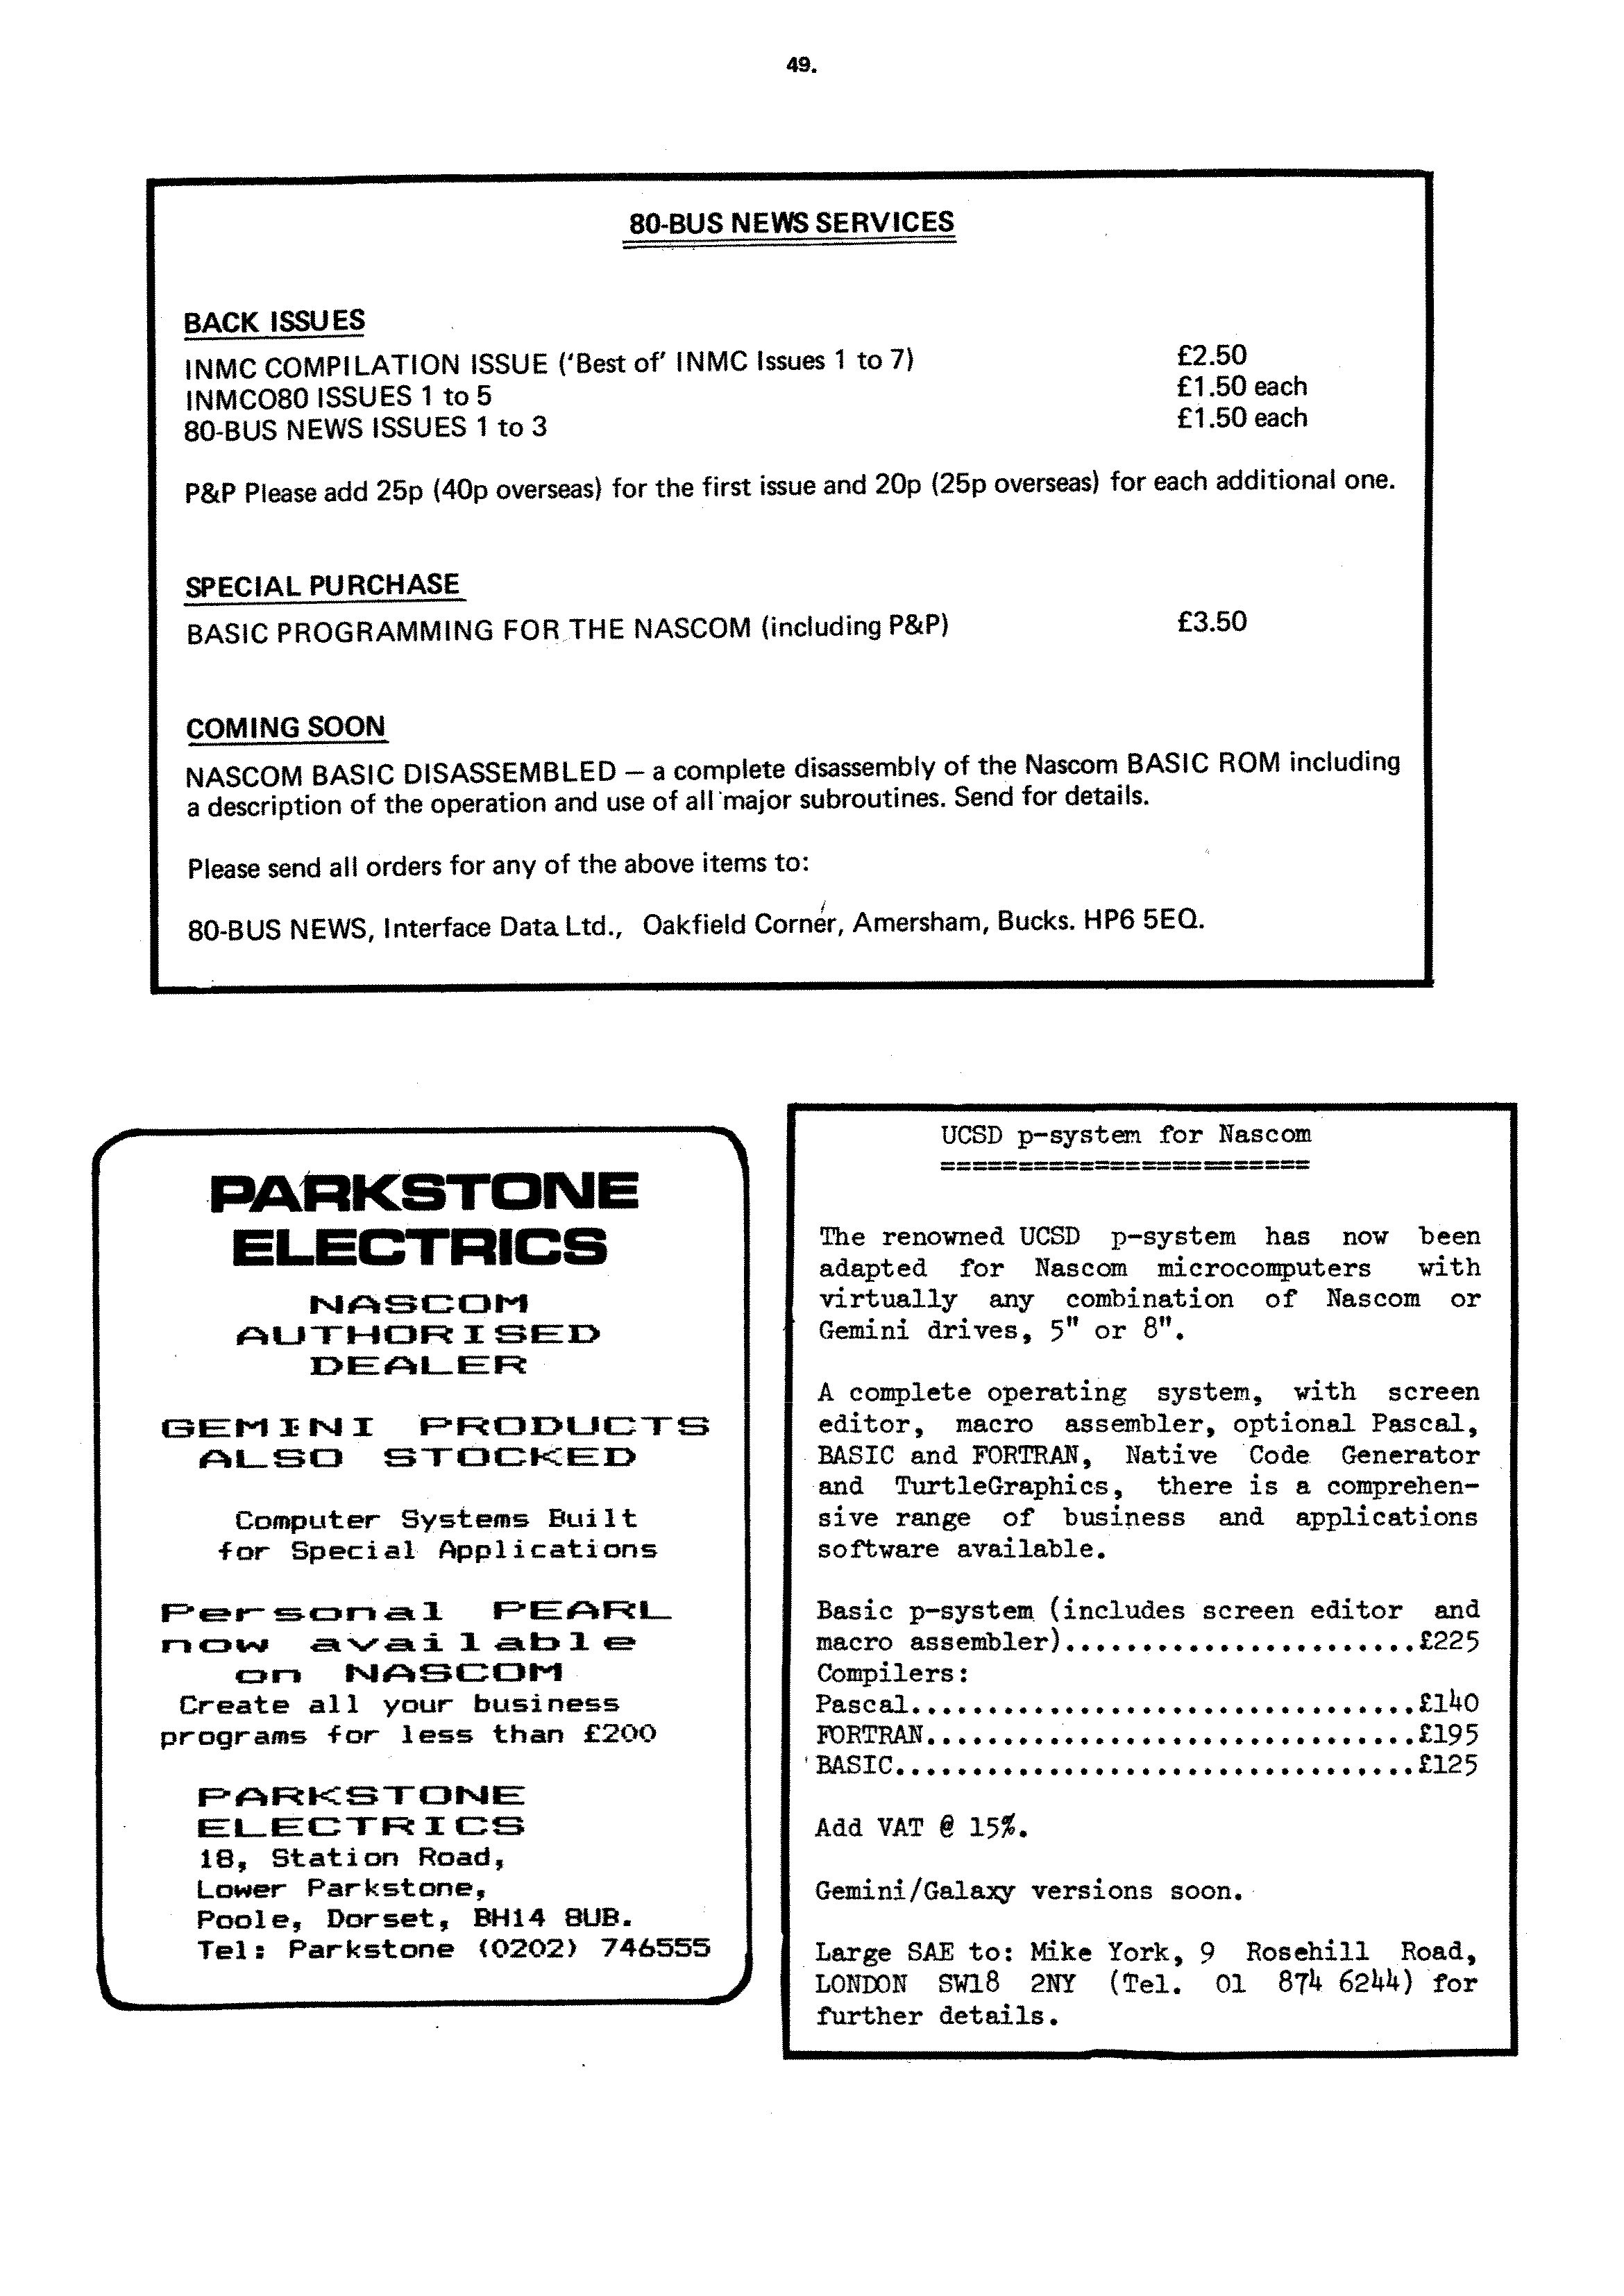 49.
80-BUS NEWS SERVICES
BACK ISSUES
INMC COMPILATION ISSUE (‘Best of’ INMC Issues 1 to 7) £2.50
INMCO80 ISSUES 1 to 5 £1.50 each
80-BUS NEWS ISSUES 1 to 3 £1.50 each
P&P Please add 25p (40p overseas) for the first issue and 20p (25p overseas) for each additional one.
SPECIAL PURCHASE
BASIC PROGRAMMING FOR THE NASCOM (including P&P) £3.50
COMING SOON
NASCOM BASIC DISASSEMBLED — a complete disassembly of the Nascom BASIC ROM including
a description of the operation and use of all major subroutines. Send for details.
Please send all orders for any of the above items to:
80-BUS NEWS, Interface Data Ltd., Oakfield Corner, Amersham, Bucks. HP6 5EQ.
PARKSTONE
ELECTRICS
NASCOM
AUTHORISED
DEALER
GEMINI PRODUCTS
ALSO STOCKED
Computer Systems Built
for Special Applications
Personal PEARL
now available
on NASCOM
Create all your business
programs for less than £200
PARKSTONE
ELECTRICS
18, Station Road,
Lower Parkstone,
Poole, Dorset, BH14 8UB.
Tel: Parkstone (0202) 746555
UCSD p-system for Nascom
========================
The renowned UCSD p-system has now been
adapted for Nascom microcomputers with
virtually any combination of Nascom or
Gemini drives, 5" or 8".
A complete operating system, with screen
editor, macro assembler, optional Pascal,
BASIC and FORTRAN, Native Code Generator
and TurtleGraphics, there is a comprehen-
sive range of business and applications
software available.
Basic p-system (includes screen editor and
macro assembler).......................£225
Compilers:
Pascal.................................£140
FORTRAN................................£195
BASIC..................................£125
Add VAT @ 15%.
Gemini/Galaxy versions soon.
Large SAE to: Mike York, 9 Rosehill Road,
LONDON SW18 2NY (Tel. 01 874 6244) for
further details.